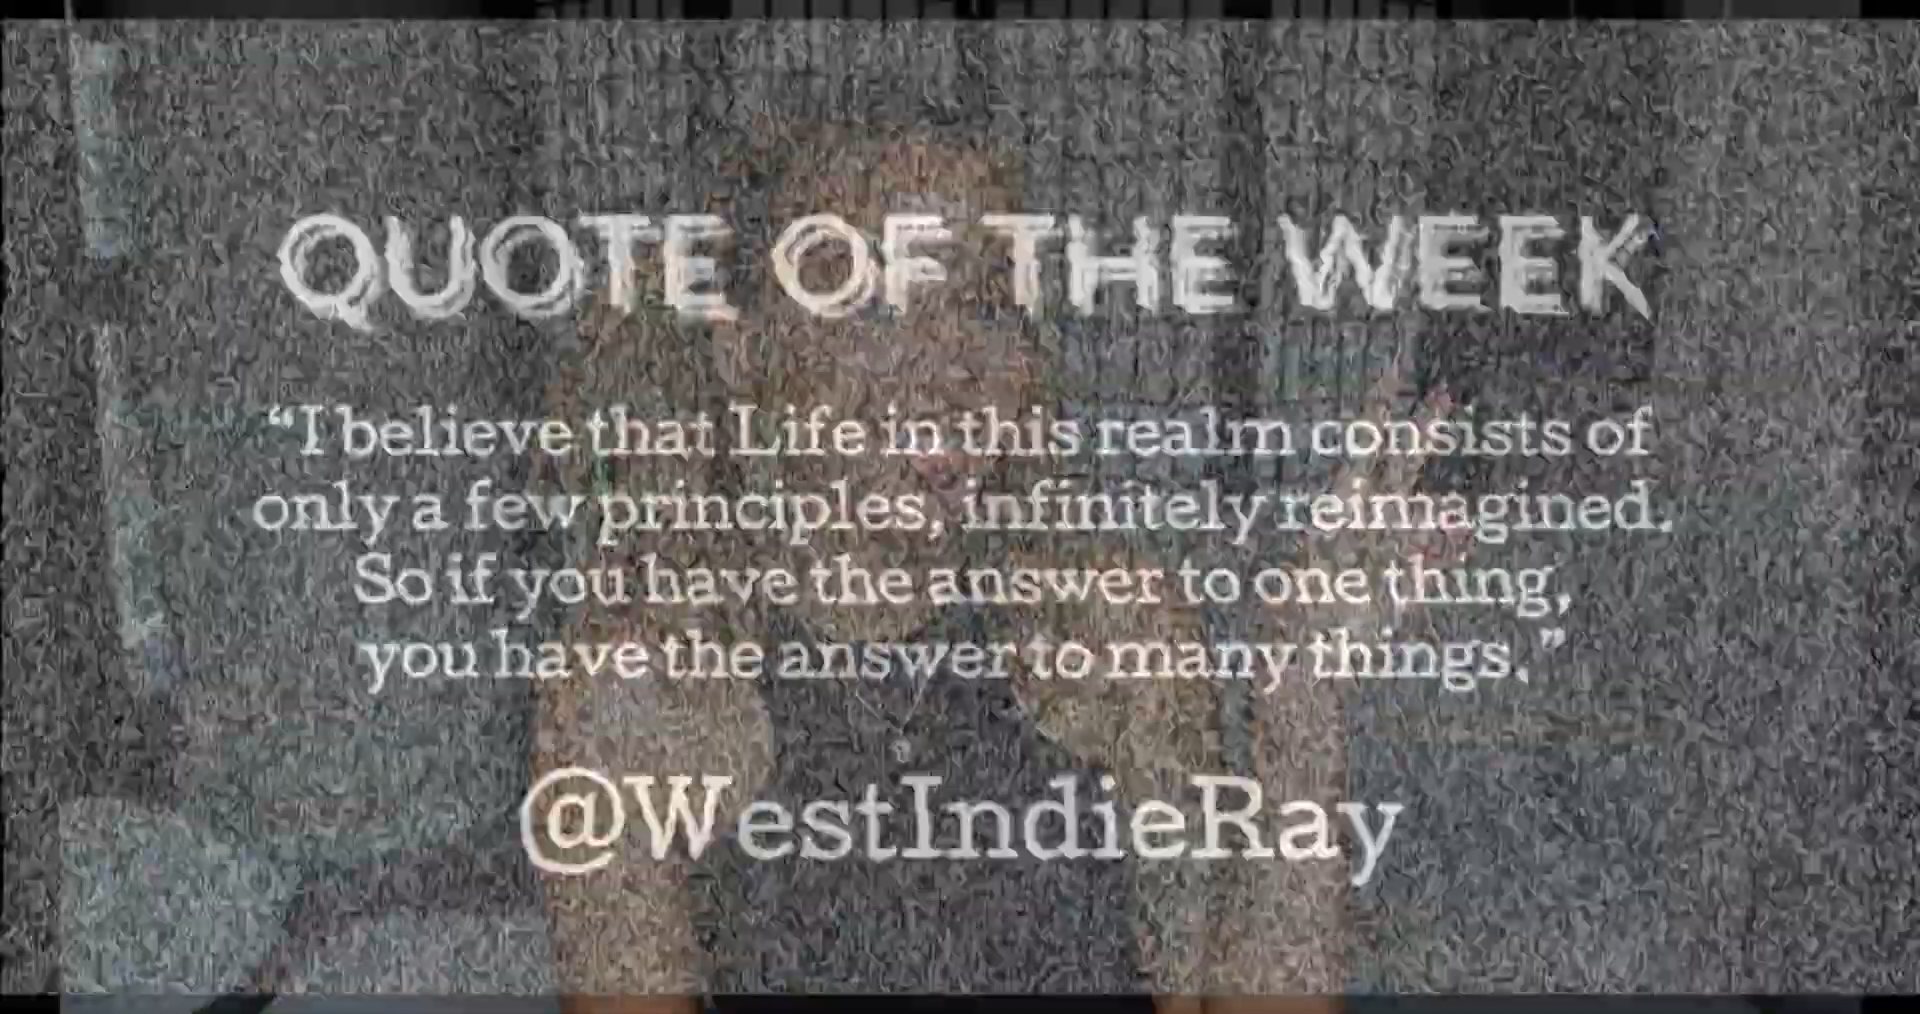 QUOTE OF THE WEEK
“I believe that Life in this realm consists of
only a few principles, infinitely reimagined.
So if you have the answer to one thing,
you have the answer to many things.”
@WestIndieRay